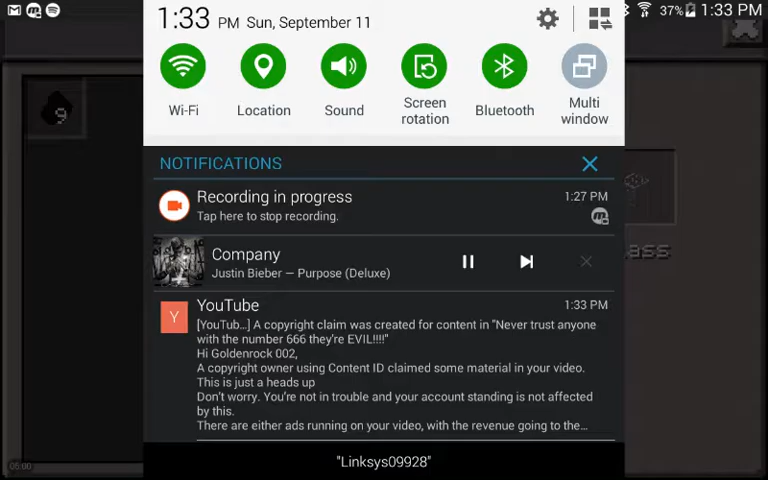 37% 1:33 PM
1:33 PM Sun, September 11
Wi-Fi
Location
Sound
Screen
rotation
Bluetooth
Multi
window
NOTIFICATIONS
Recording in progress 1:27 PM
Tap here to stop recording.
Company
Justin Bieber — Purpose (Deluxe)
Y
YouTube 1:33 PM
[YouTub...] A copyright claim was created for content in "Never trust anyone
with the number 666 they're EVIL!!!!"
Hi Goldenrock 002,
A copyright owner using Content ID claimed some material in your video.
This is just a heads up
Don't worry. You're not in trouble and your account standing is not affected
by this.
There are either ads running on your video, with the revenue going to the...
"Linksys09928"
9
05:00